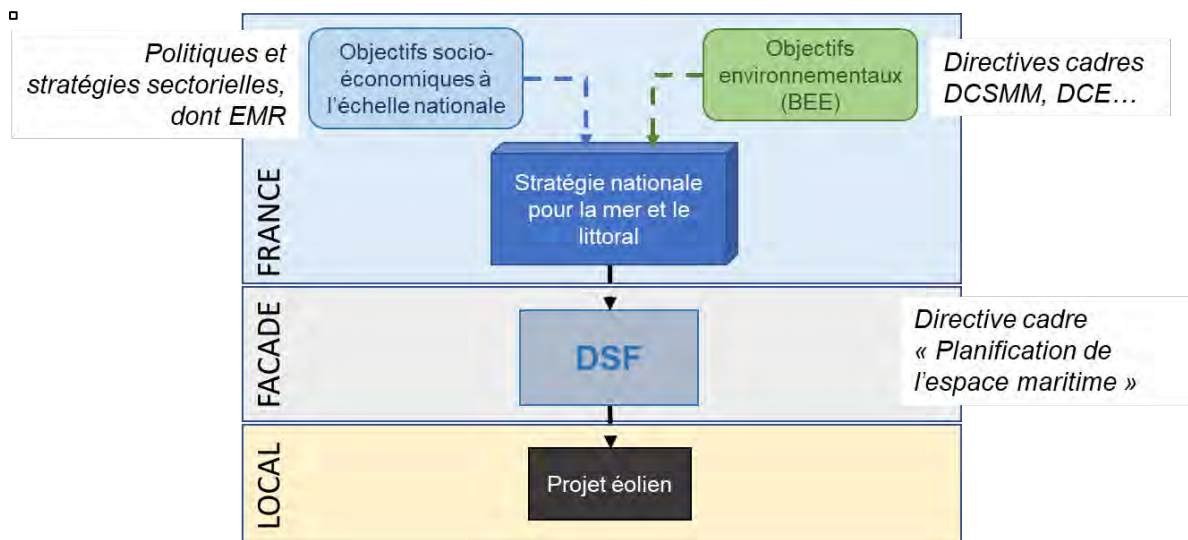 Politiques et
stratégies sectorielles,
dont EMR
Objectifs socio-
économiques à
l'échelle nationale
Objectifs
environnementaux
(BEE)
Directives cadres
DCSMM, DCE…
FRANCE
Stratégie nationale
pour la mer et le
littoral
FACADE
DSF
Directive cadre
« Planification de
l'espace maritime »
LOCAL
Projet éolien